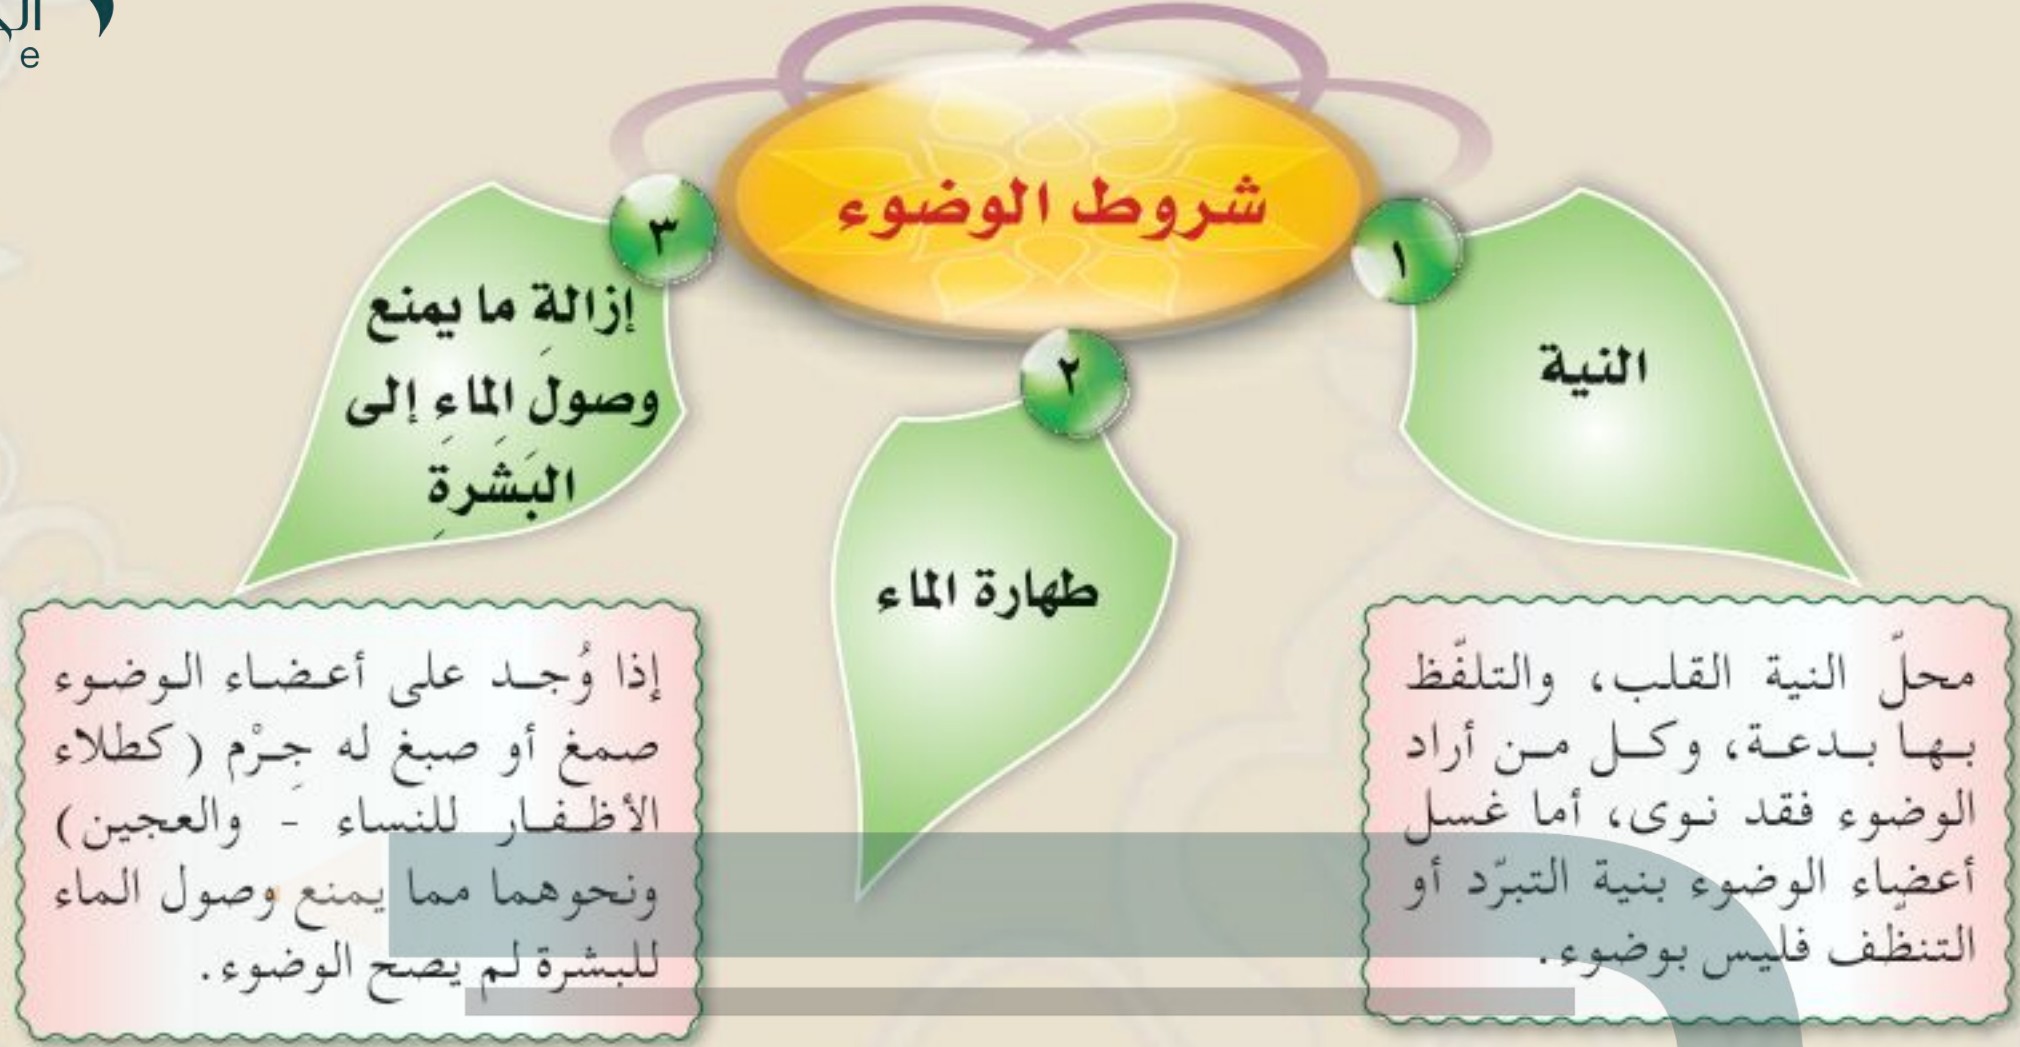 e
شروط الوضوء
١
النية
محلّ النية القلب، والتلفّظ
بها بدعة، وكل من أراد
الوضوء فقد نوى، أما غسل
أعضاء الوضوء بنية التبرّد أو
التنظّف فليس بوضوء.
٢
طهارة الماء
٣
إزالةِ ما يمنع
وصولَ الماءِ إلى
البَشَرةِ
إذا وُجد على أعضاء الوضوء
صمغ أو صبغ له جِرْم (كطلاء
الأظفار للنساء - والعجين)
ونحوهما مما يمنع وصول الماء
للبشرة لم يصح الوضوء.